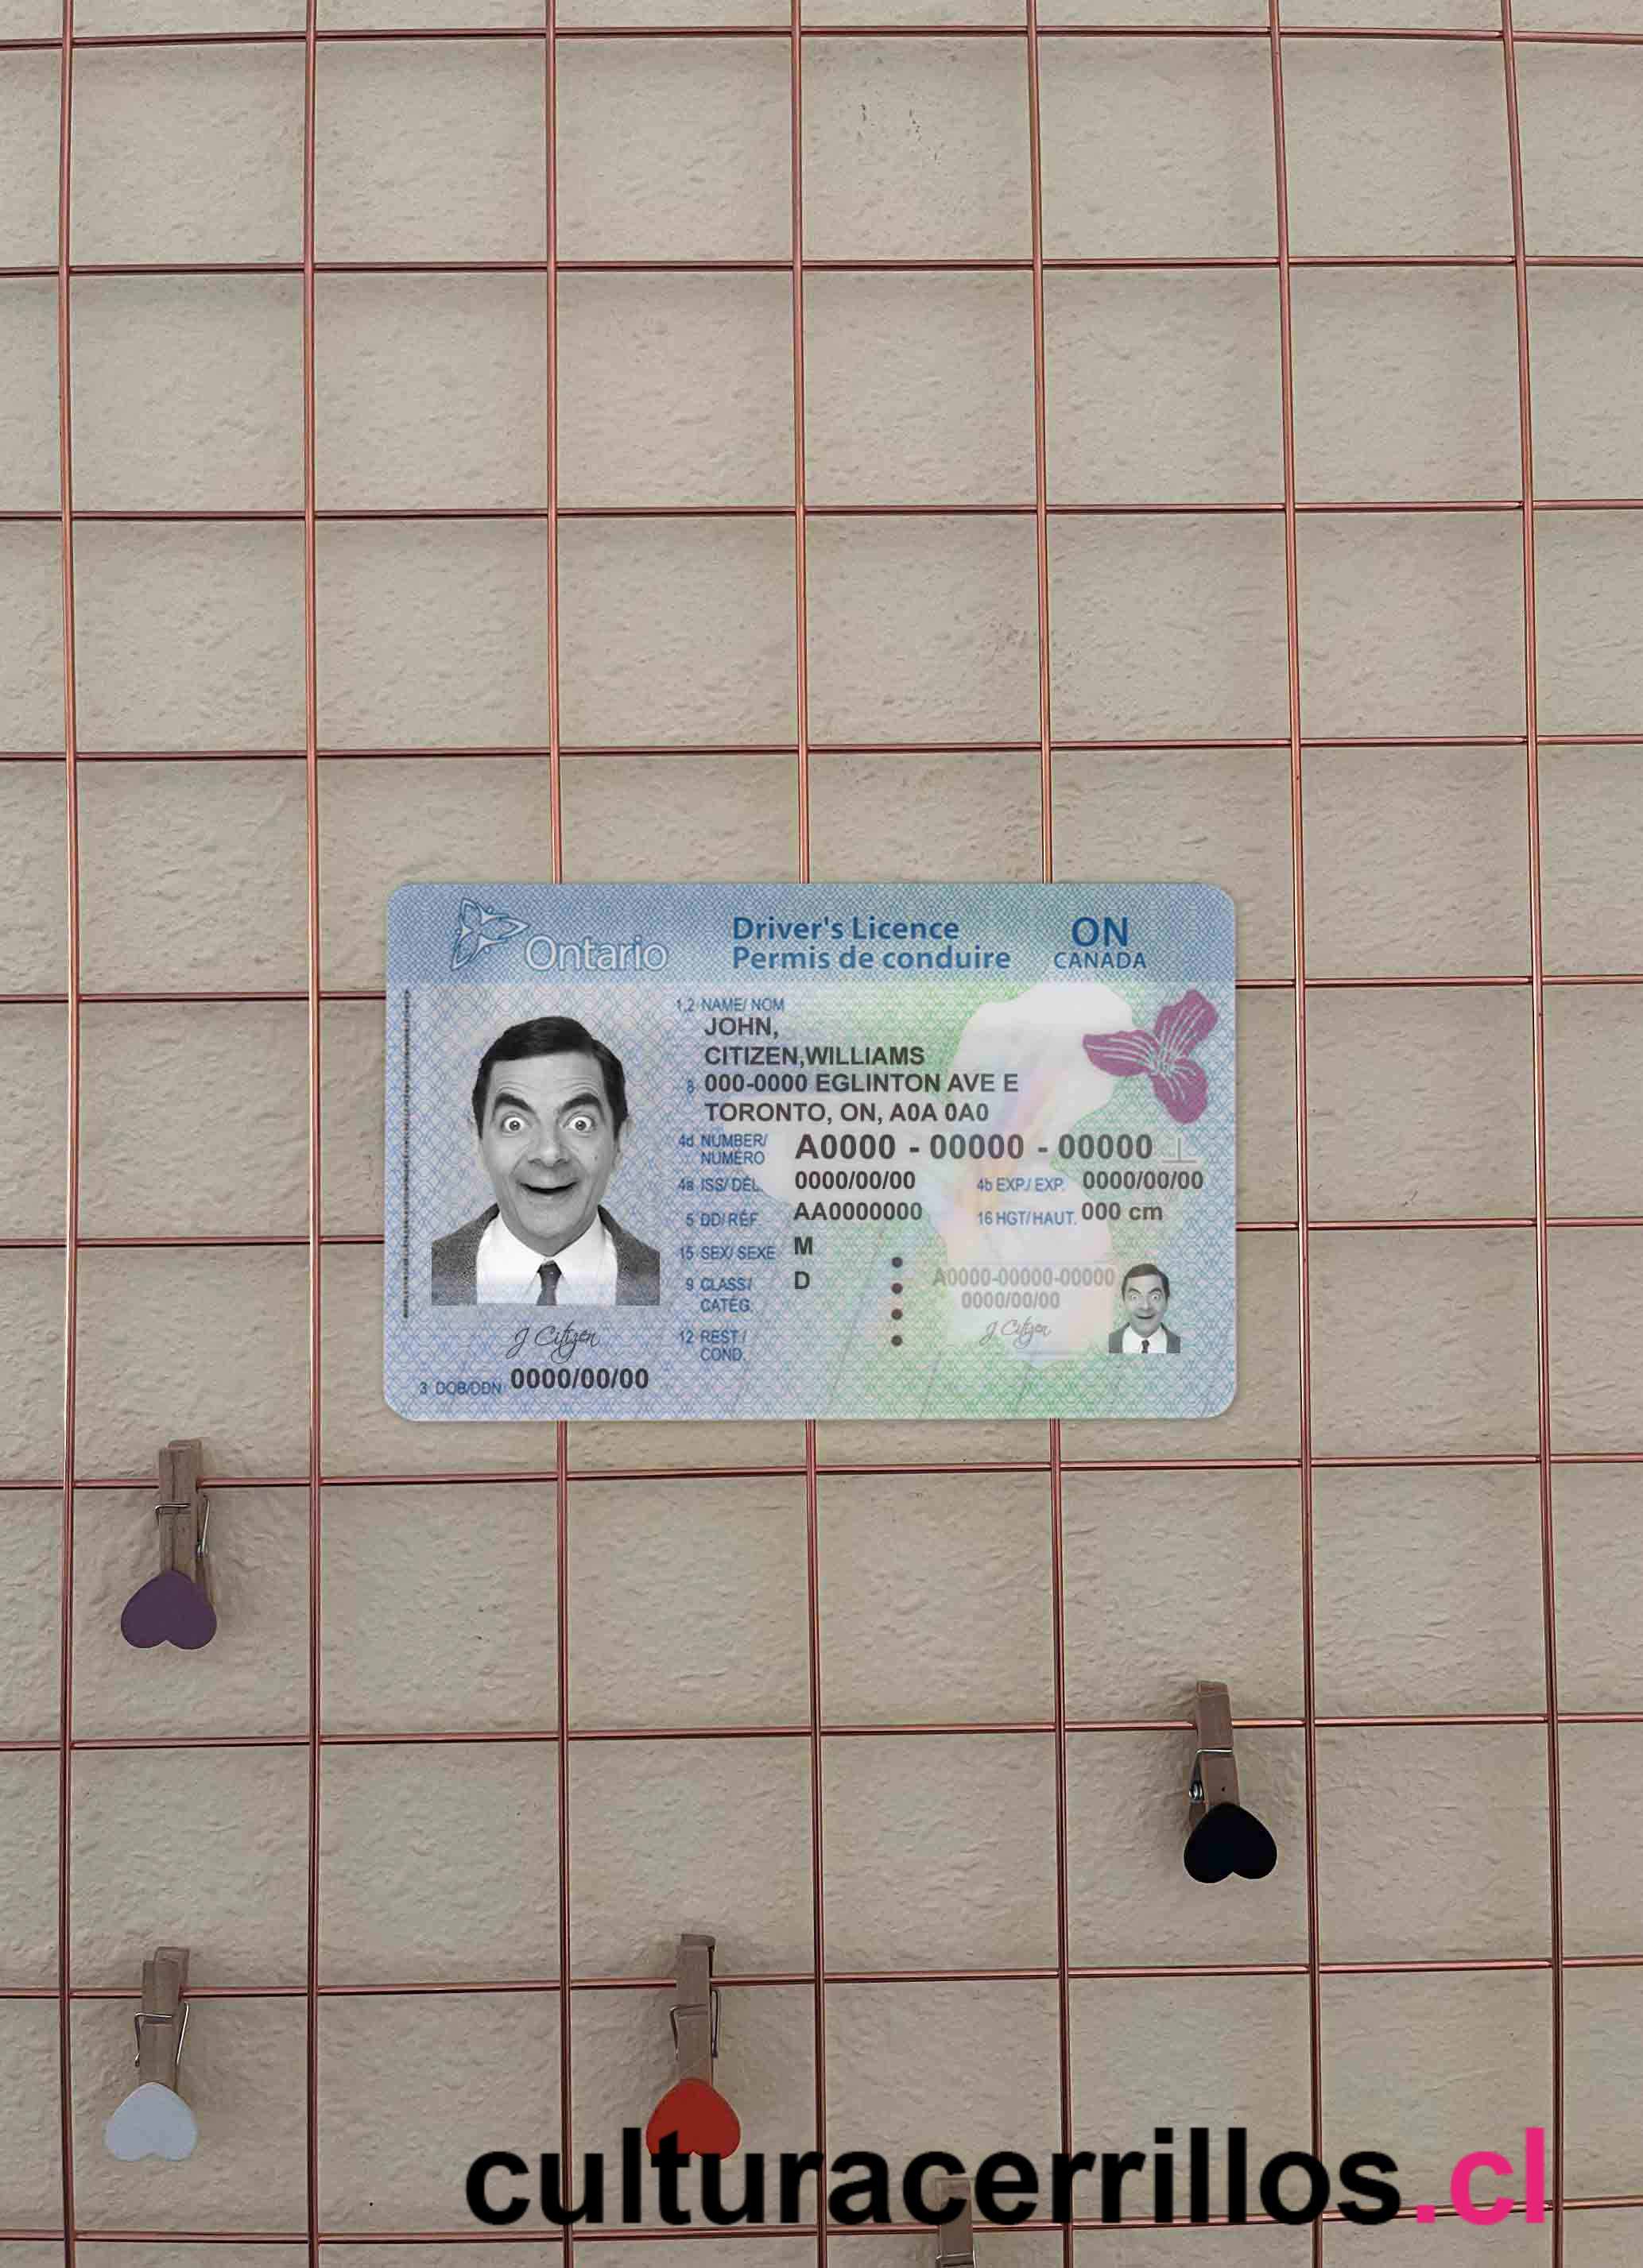 Ontario
Driver's Licence
Permis de conduire
ON
CANADA
1,2 NAME/ NOM
JOHN,
CITIZEN,WILLIAMS
8 000-0000 EGLINTON AVE E
TORONTO, ON, A0A 0A0
4d NUMBER/
NUMÉRO
A0000 - 00000 - 00000
4a ISS/ DÉL. 0000/00/00 4b EXP./ EXP. 0000/00/00
5 DD/ RÉF. AA0000000 16 HGT/HAUT. 000 cm
15 SEX/ SEXE M
9 CLASS/ D
CATÉG.
12 REST./
COND.
A0000-00000-00000
0000/00/00
J Citizen
J Citizen
3 DOB/DDN 0000/00/00
culturacerrillos.cl